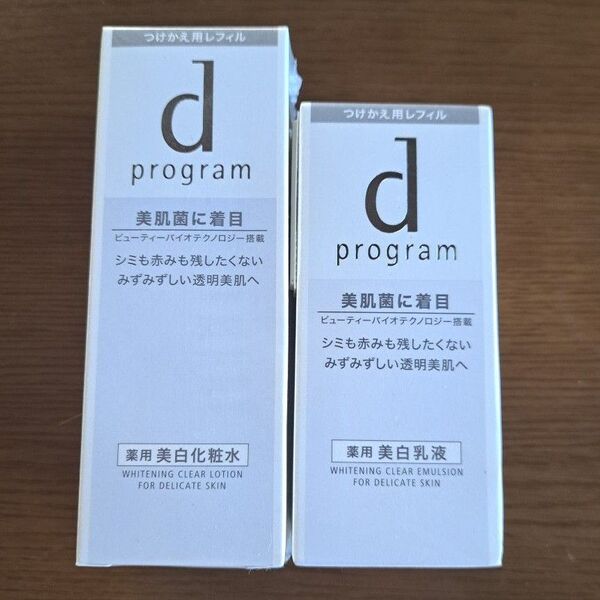 つけかえ用レフィル
d
program
美肌菌に着目
ビューティーバイオテクノロジー搭載
シミも赤みも残したくない
みずみずしい透明美肌へ
薬用 美白化粧水
WHITENING CLEAR LOTION
FOR DELICATE SKIN
つけかえ用レフィル
d
program
美肌菌に着目
ビューティーバイオテクノロジー搭載
シミも赤みも残したくない
みずみずしい透明美肌へ
薬用 美白乳液
WHITENING CLEAR EMULSION
FOR DELICATE SKIN